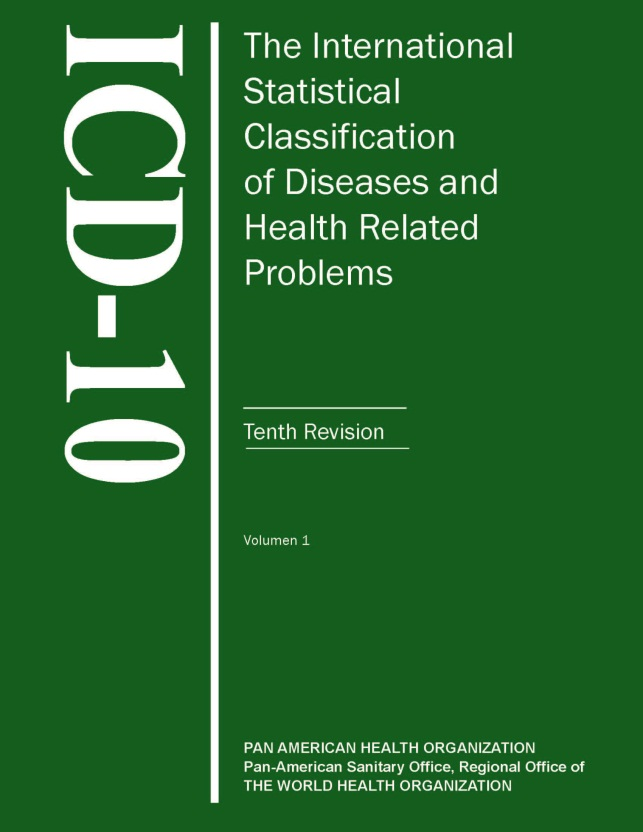 ICD-10
The International
Statistical
Classification
of Diseases and
Health Related
Problems
Tenth Revision
Volumen 1
PAN AMERICAN HEALTH ORGANIZATION
Pan-American Sanitary Office, Regional Office of
THE WORLD HEALTH ORGANIZATION